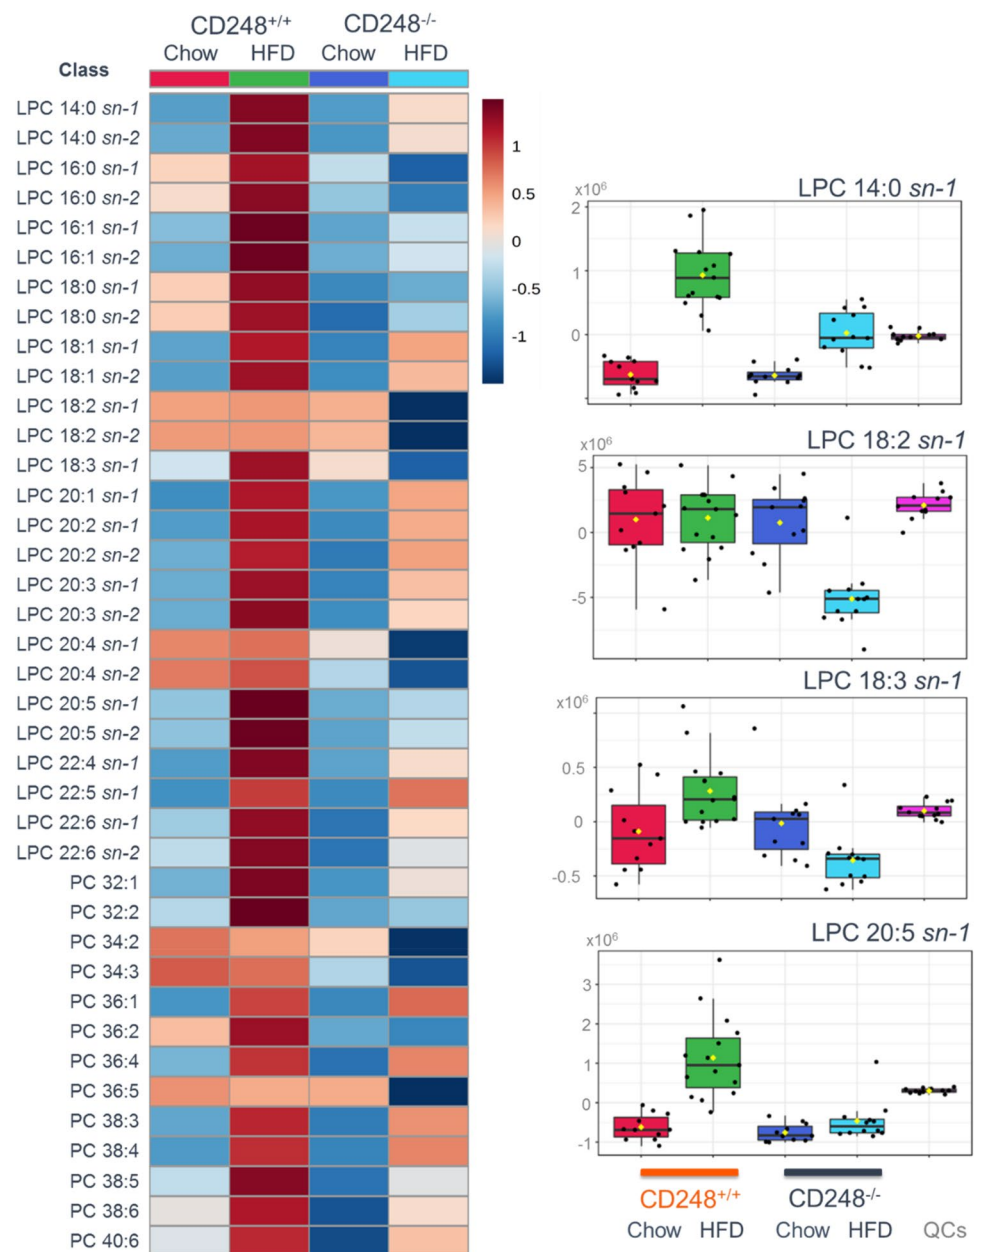 CD248+/+ CD248-/-
Chow HFD Chow HFD
Class
LPC 14:0 sn-1
LPC 14:0 sn-2
LPC 16:0 sn-1
LPC 16:0 sn-2
LPC 16:1 sn-1
LPC 16:1 sn-2
LPC 18:0 sn-1
LPC 18:0 sn-2
LPC 18:1 sn-1
LPC 18:1 sn-2
LPC 18:2 sn-1
LPC 18:2 sn-2
LPC 18:3 sn-1
LPC 20:1 sn-1
LPC 20:2 sn-1
LPC 20:2 sn-2
LPC 20:3 sn-1
LPC 20:3 sn-2
LPC 20:4 sn-1
LPC 20:4 sn-2
LPC 20:5 sn-1
LPC 20:5 sn-2
LPC 22:4 sn-1
LPC 22:5 sn-1
LPC 22:6 sn-1
LPC 22:6 sn-2
PC 32:1
PC 32:2
PC 34:2
PC 34:3
PC 36:1
PC 36:2
PC 36:4
PC 36:5
PC 38:3
PC 38:4
PC 38:5
PC 38:6
PC 40:6
1
0.5
0
-0.5
-1
LPC 14:0 sn-1
x10⁶
2
1
0
LPC 18:2 sn-1
x10⁶
5
0
-5
LPC 18:3 sn-1
x10⁶
0.5
0
-0.5
LPC 20:5 sn-1
x10⁶
3
2
1
0
-1
CD248+/+ CD248-/-
Chow HFD Chow HFD QCs